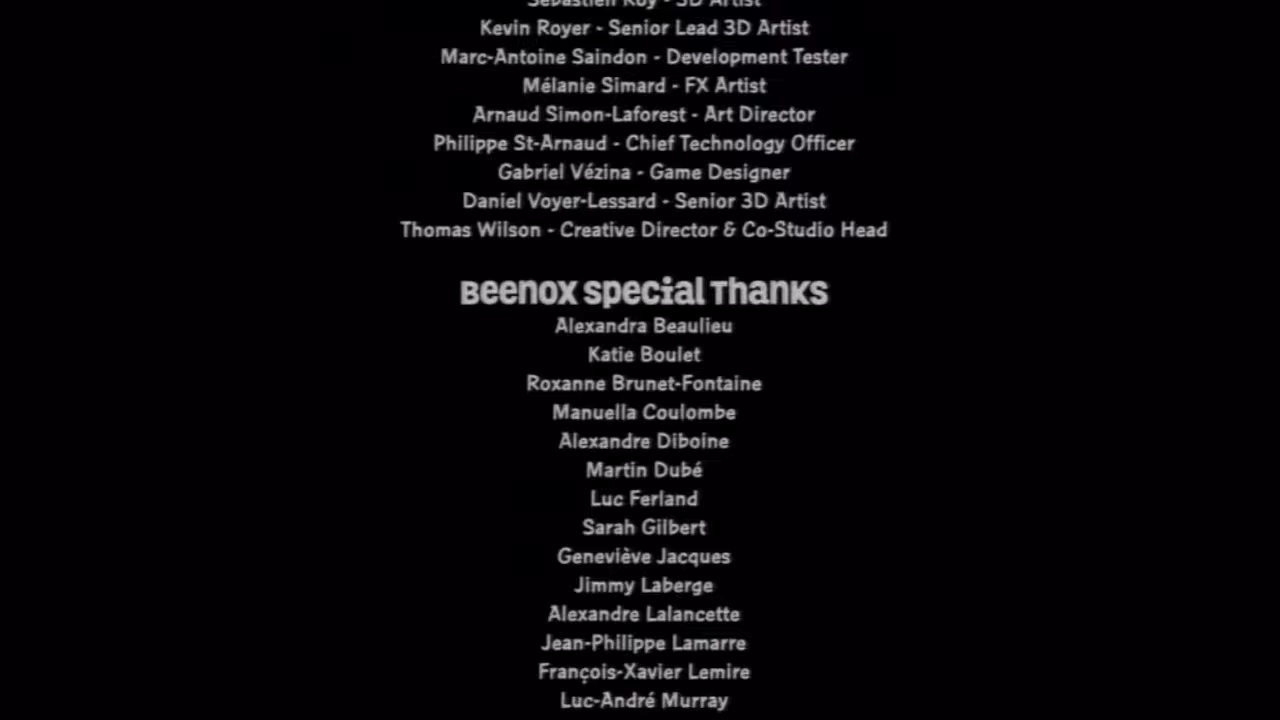 Sébastien Roy - 3D Artist
Kevin Royer - Senior Lead 3D Artist
Marc-Antoine Saindon - Development Tester
Mélanie Simard - FX Artist
Arnaud Simon-Laforest - Art Director
Philippe St-Arnaud - Chief Technology Officer
Gabriel Vézina - Game Designer
Daniel Voyer-Lessard - Senior 3D Artist
Thomas Wilson - Creative Director & Co-Studio Head
Beenox Special Thanks
Alexandra Beaulieu
Katie Boulet
Roxanne Brunet-Fontaine
Manuella Coulombe
Alexandre Diboine
Martin Dubé
Luc Ferland
Sarah Gilbert
Geneviève Jacques
Jimmy Laberge
Alexandre Lalancette
Jean-Philippe Lamarre
François-Xavier Lemire
Luc-André Murray